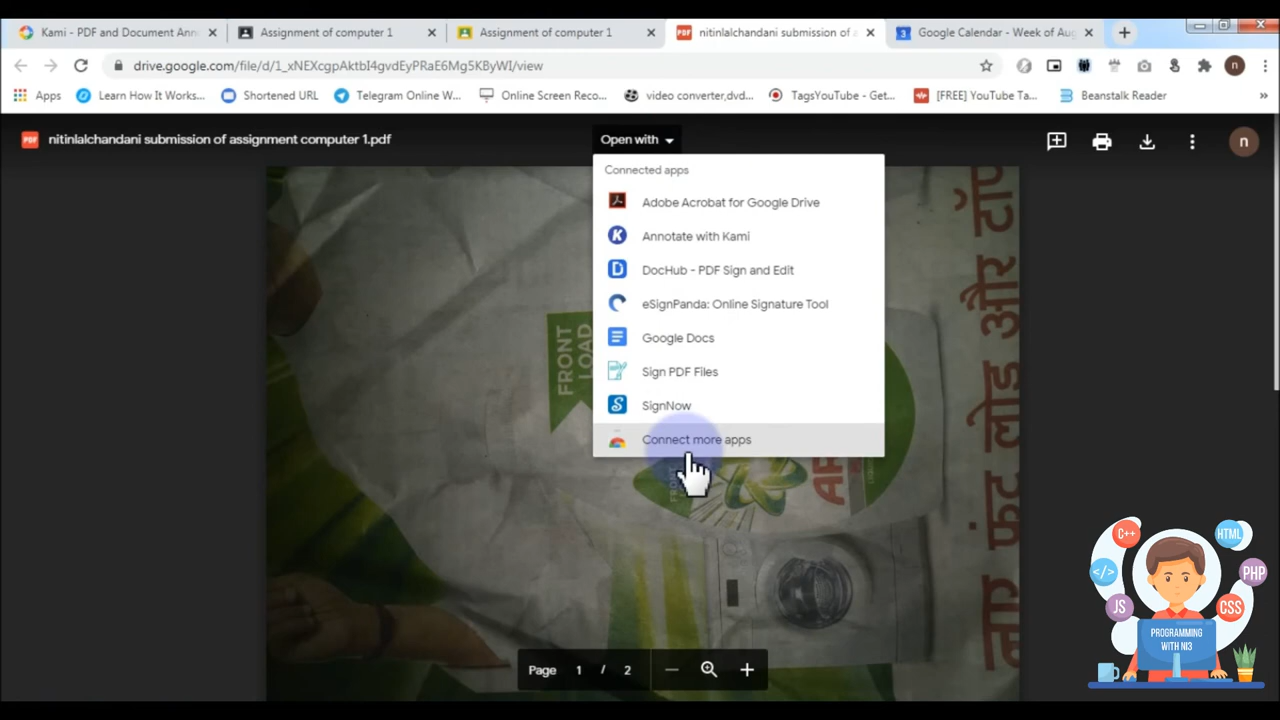 Kami - PDF and Document Ann
Assignment of computer 1
Assignment of computer 1
nitinlalchandani submission of a
Google Calendar - Week of Aug
drive.google.com/file/d/1_xNEXcgpAktbI4gvdEyPRaE6Mg5KByWI/view
n
Apps
Learn How It Works...
Shortened URL
Telegram Online W...
Online Screen Reco...
video converter,dvd...
TagsYouTube - Get...
[FREE] YouTube Ta...
Beanstalk Reader
»
PDF
nitinlalchandani submission of assignment computer 1.pdf
Open with
n
Connected apps
Adobe Acrobat for Google Drive
Annotate with Kami
DocHub - PDF Sign and Edit
eSignPanda: Online Signature Tool
Google Docs
Sign PDF Files
SignNow
Connect more apps
FRONT
LOAD
लाए फ्रंट लोड और टॉप
Page 1 / 2
C++
HTML
</>
PHP
JS
CSS
PROGRAMMING
WITH NI3